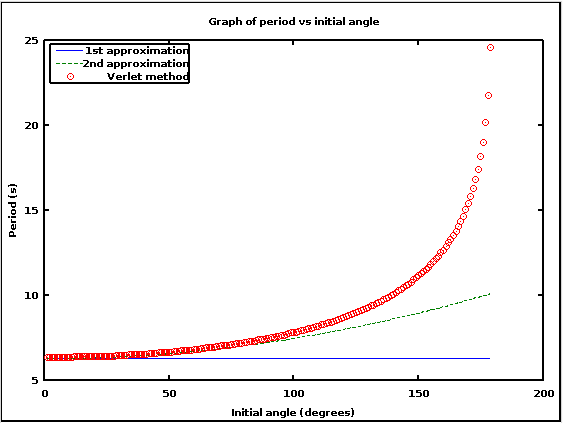 Graph of period vs initial angle
25
1st approximation
2nd approximation
Verlet method
20
15
10
5
Period (s)
0 50 100 150 200
Initial angle (degrees)